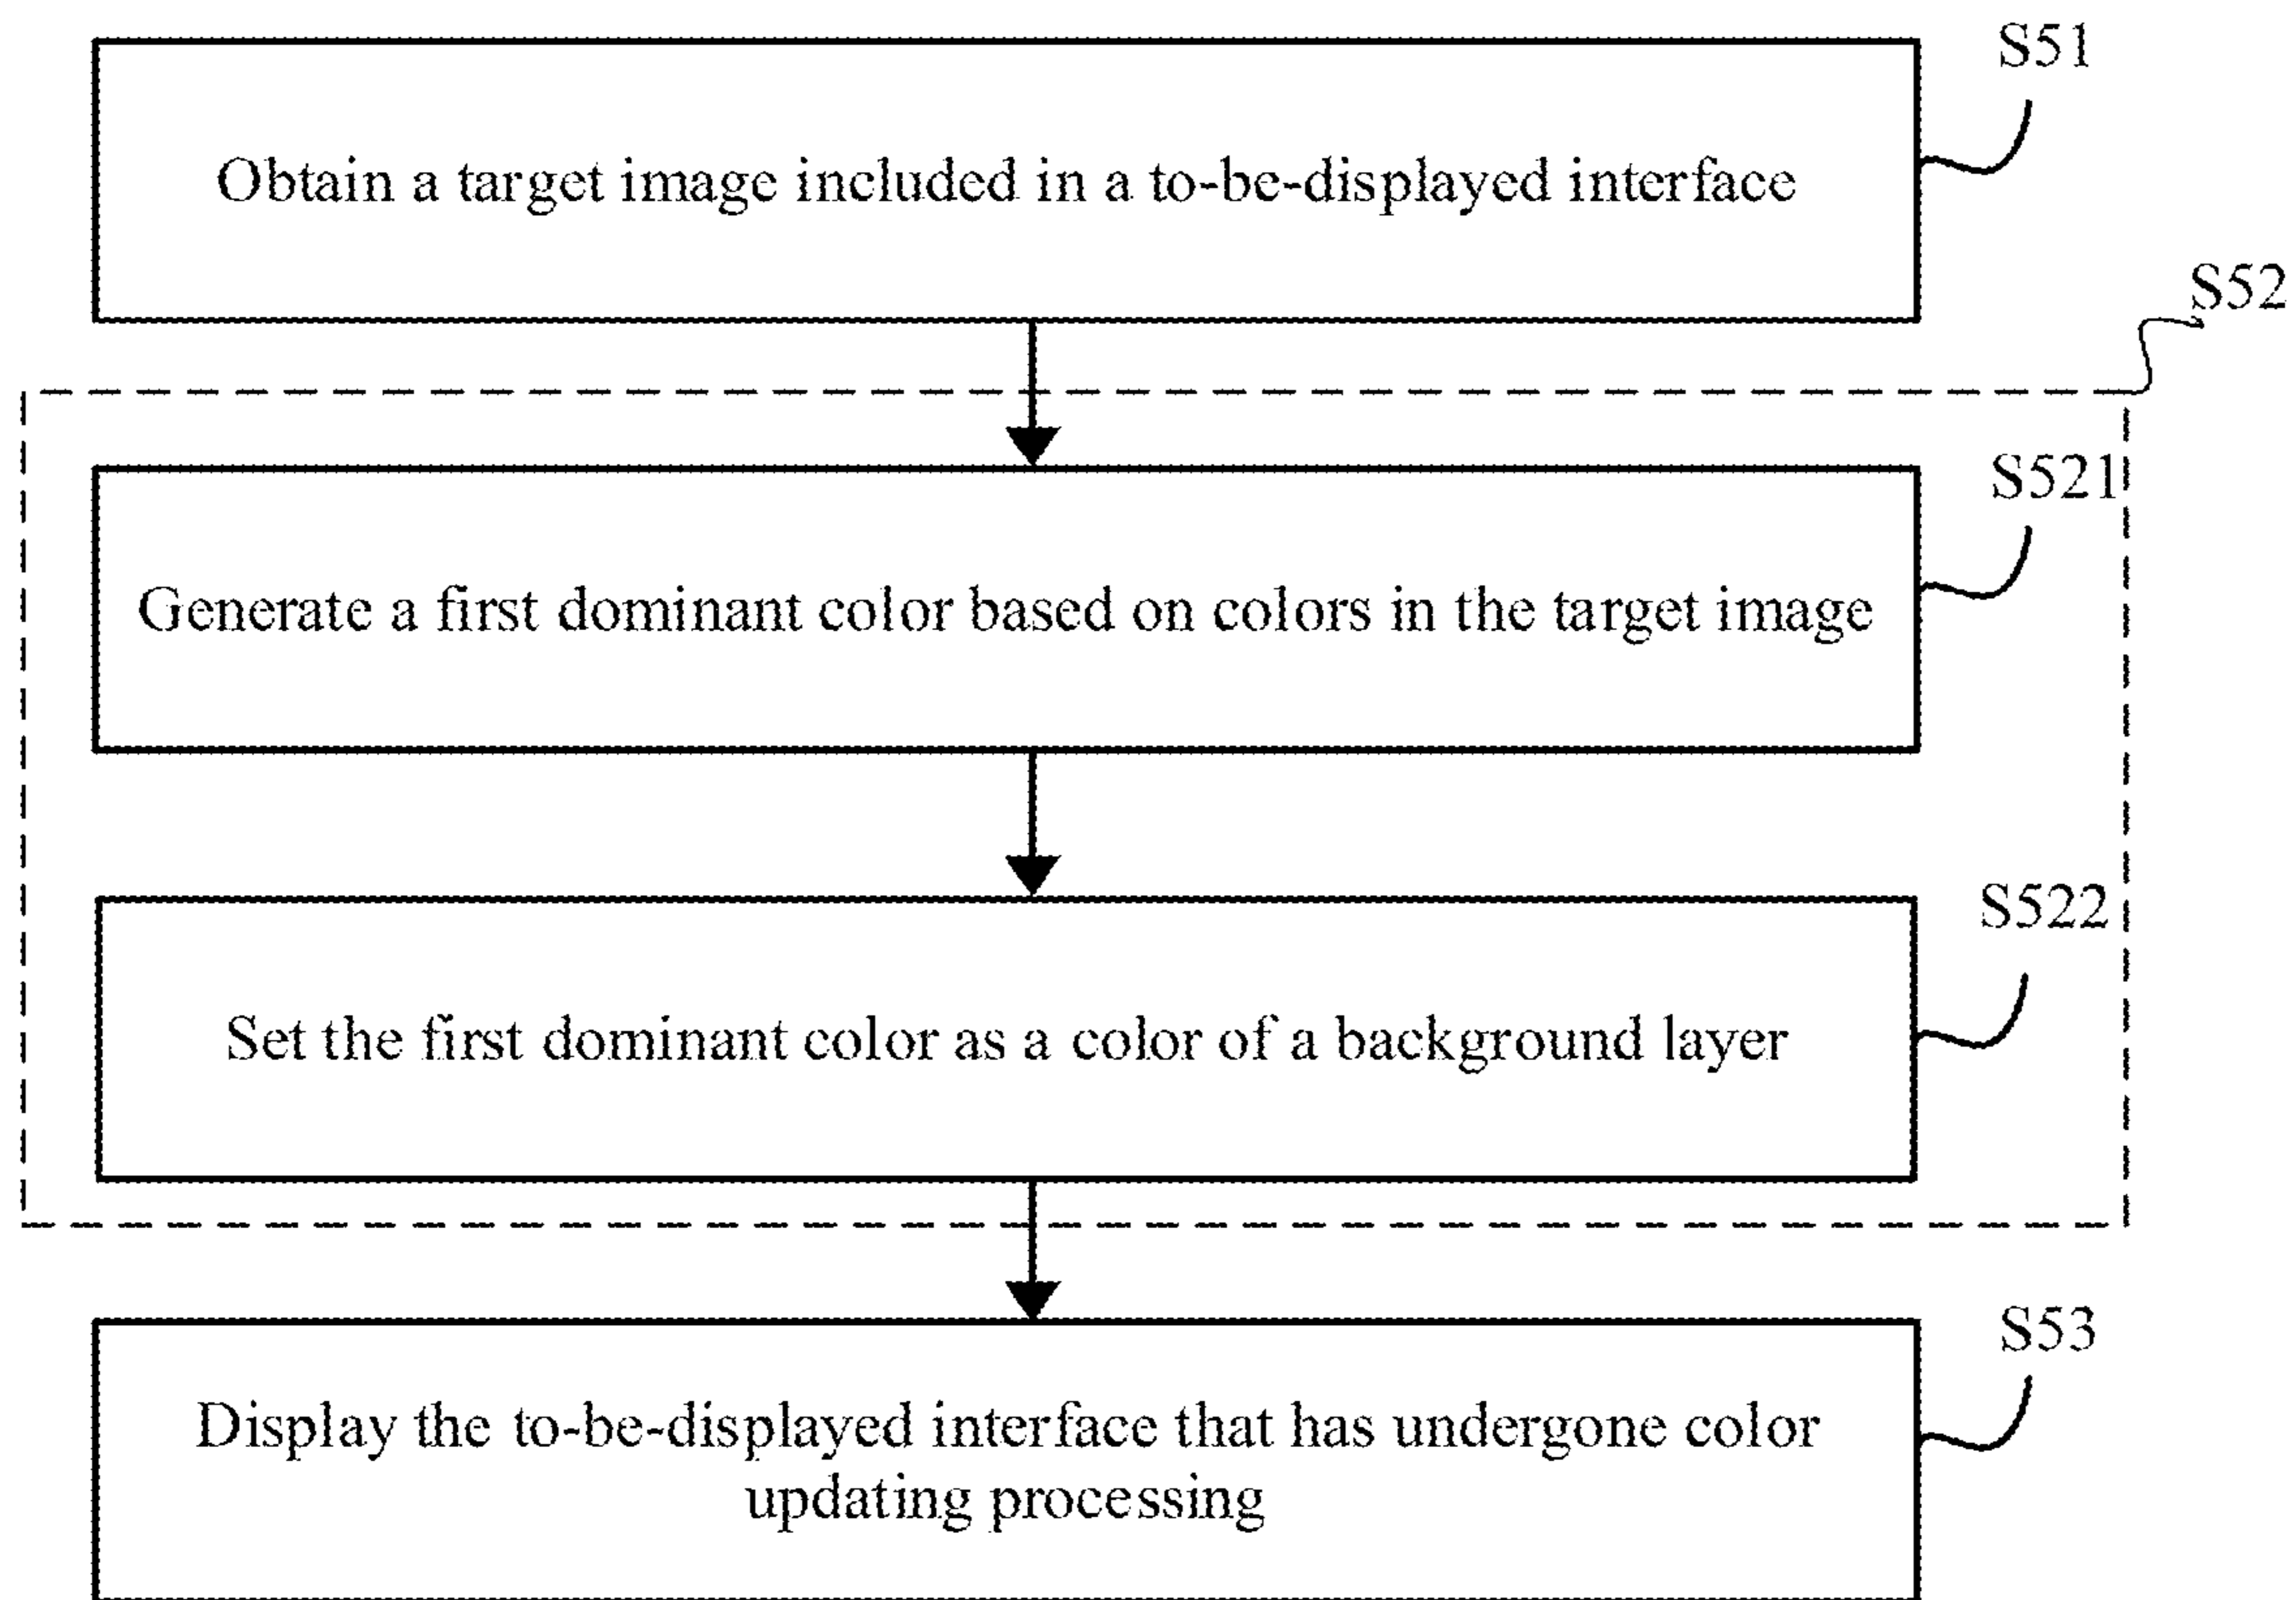 S51
Obtain a target image included in a to-be-displayed interface
S52
S521
Generate a first dominant color based on colors in the target image
S522
Set the first dominant color as a color of a background layer
S53
Display the to-be-displayed interface that has undergone color
updating processing